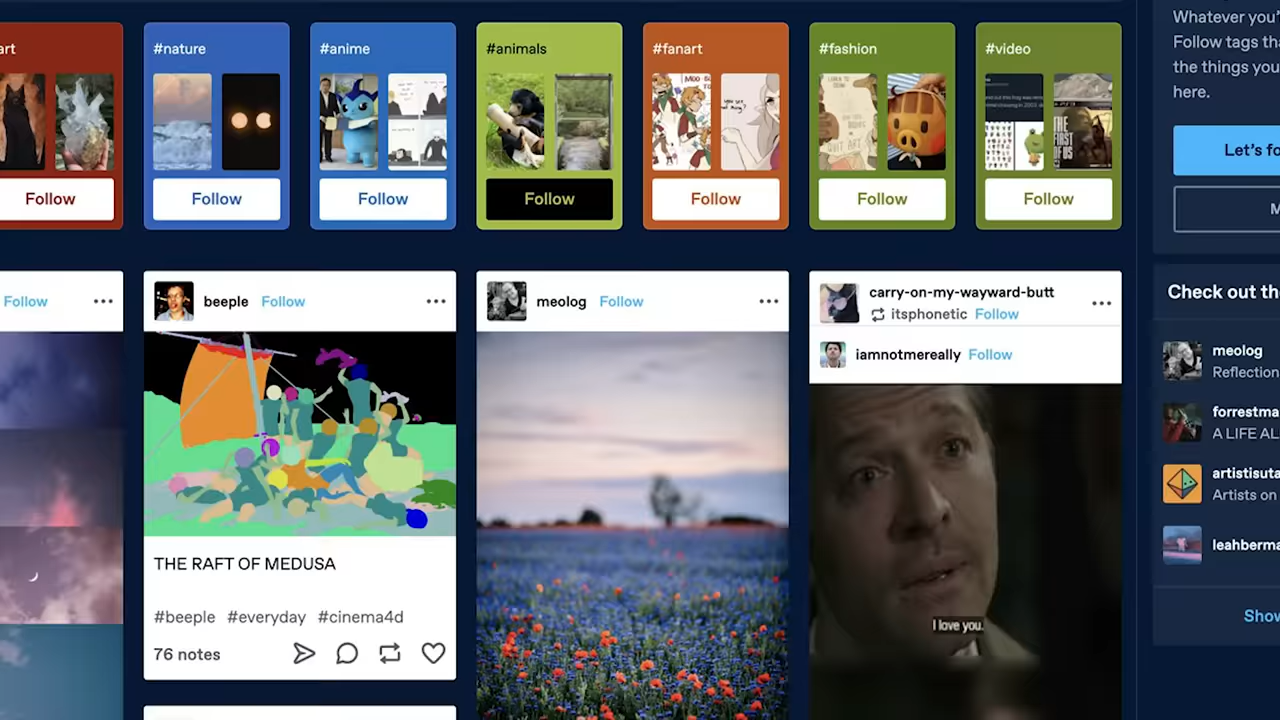 art
#nature
#anime
#animals
#fanart
#fashion
#video
Follow
Follow
Follow
Follow
Follow
Follow
Follow
Follow
beeple Follow
THE RAFT OF MEDUSA
#beeple #everyday #cinema4d
76 notes
meolog Follow
carry-on-my-wayward-butt
itsphonetic Follow
iamnotmereally Follow
I love you.
Whatever you'
Follow tags tha
the things you
here.
Let's fo
M
Check out th
meolog
Reflection
forrestma
A LIFE AL
artistisuta
Artists on
leahberma
Show